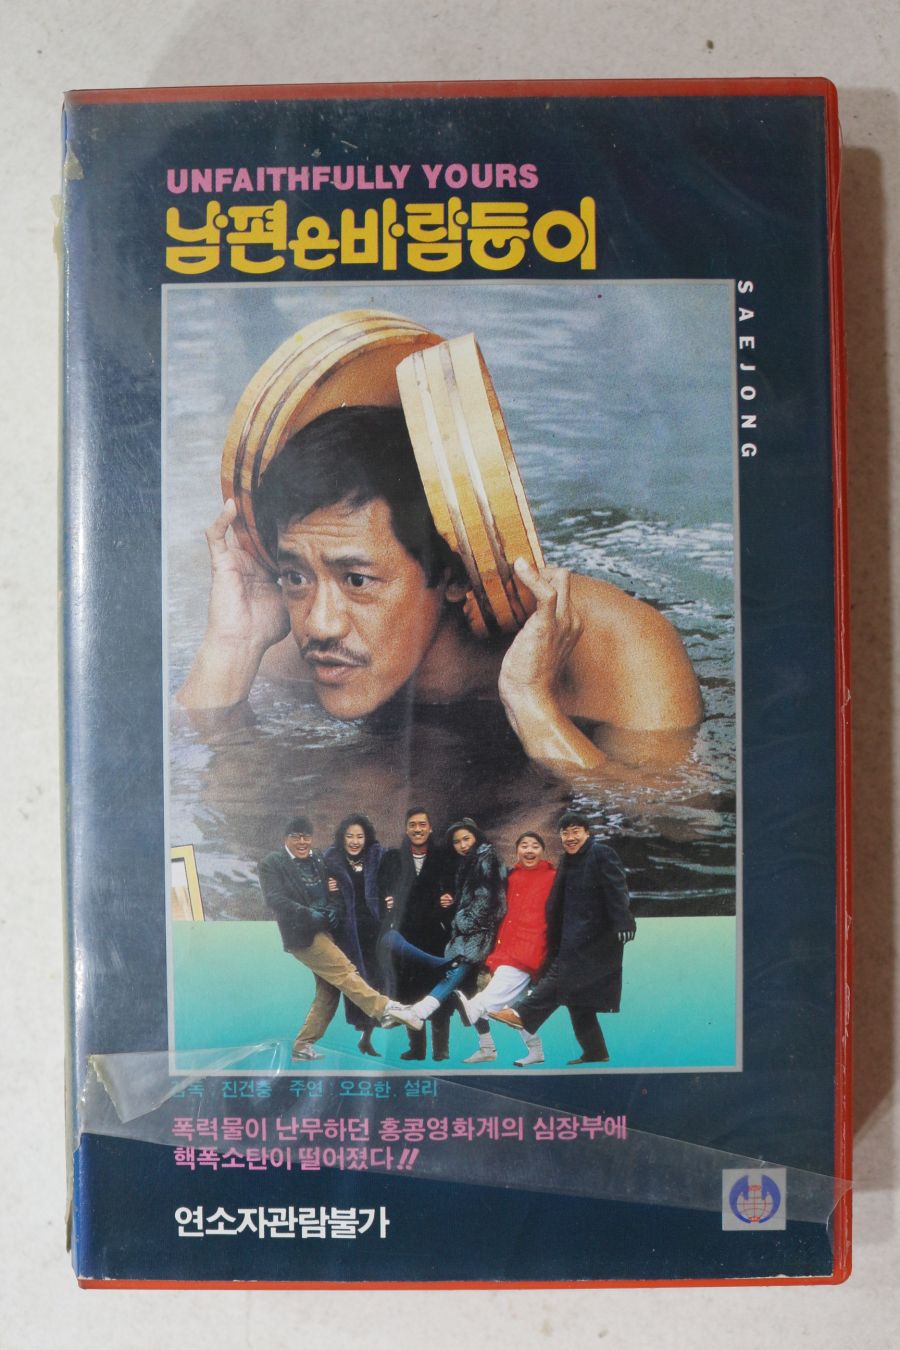 UNFAITHFULLY YOURS
남편은바람둥이
SAEJONG
감독 : 진건충 주연 : 오요한. 설리
폭력물이 난무하던 홍콩영화계의 심장부에
핵폭소탄이 떨어졌다!!
연소자관람불가